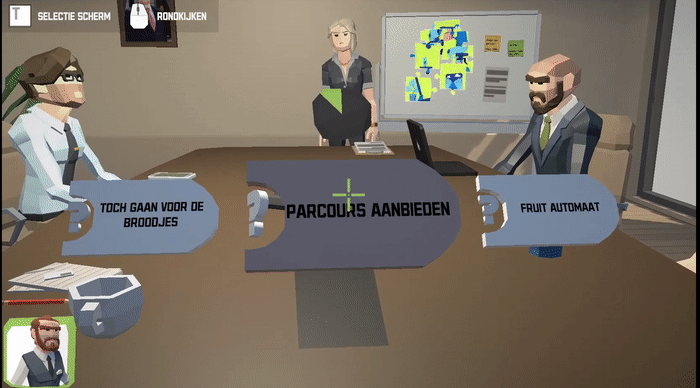 T SELECTIE SCHERM RONDKIJKEN
TOCH GAAN VOOR DE
BROODJES
PARCOURS AANBIEDEN
FRUIT AUTOMAAT